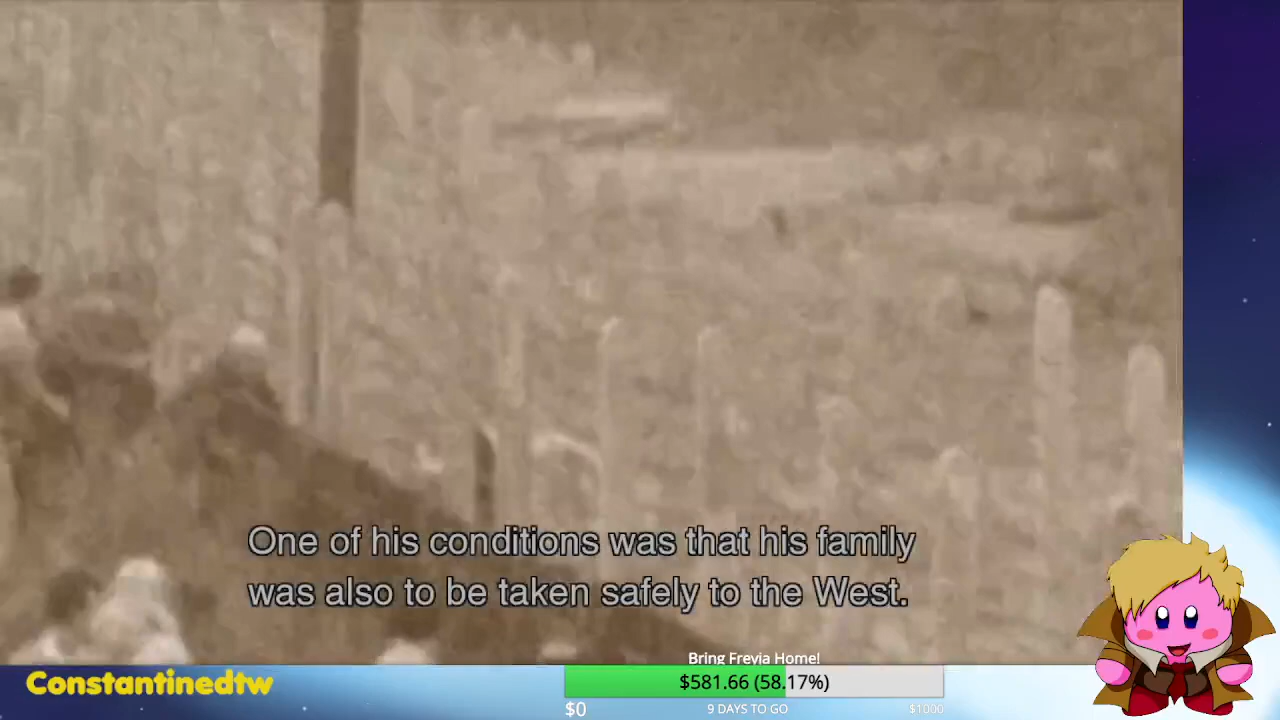 One of his conditions was that his family
was also to be taken safely to the West.
Bring Freyja Home!
Constantinedtw
$581.66 (58.17%)
$0
9 DAYS TO GO
$1000